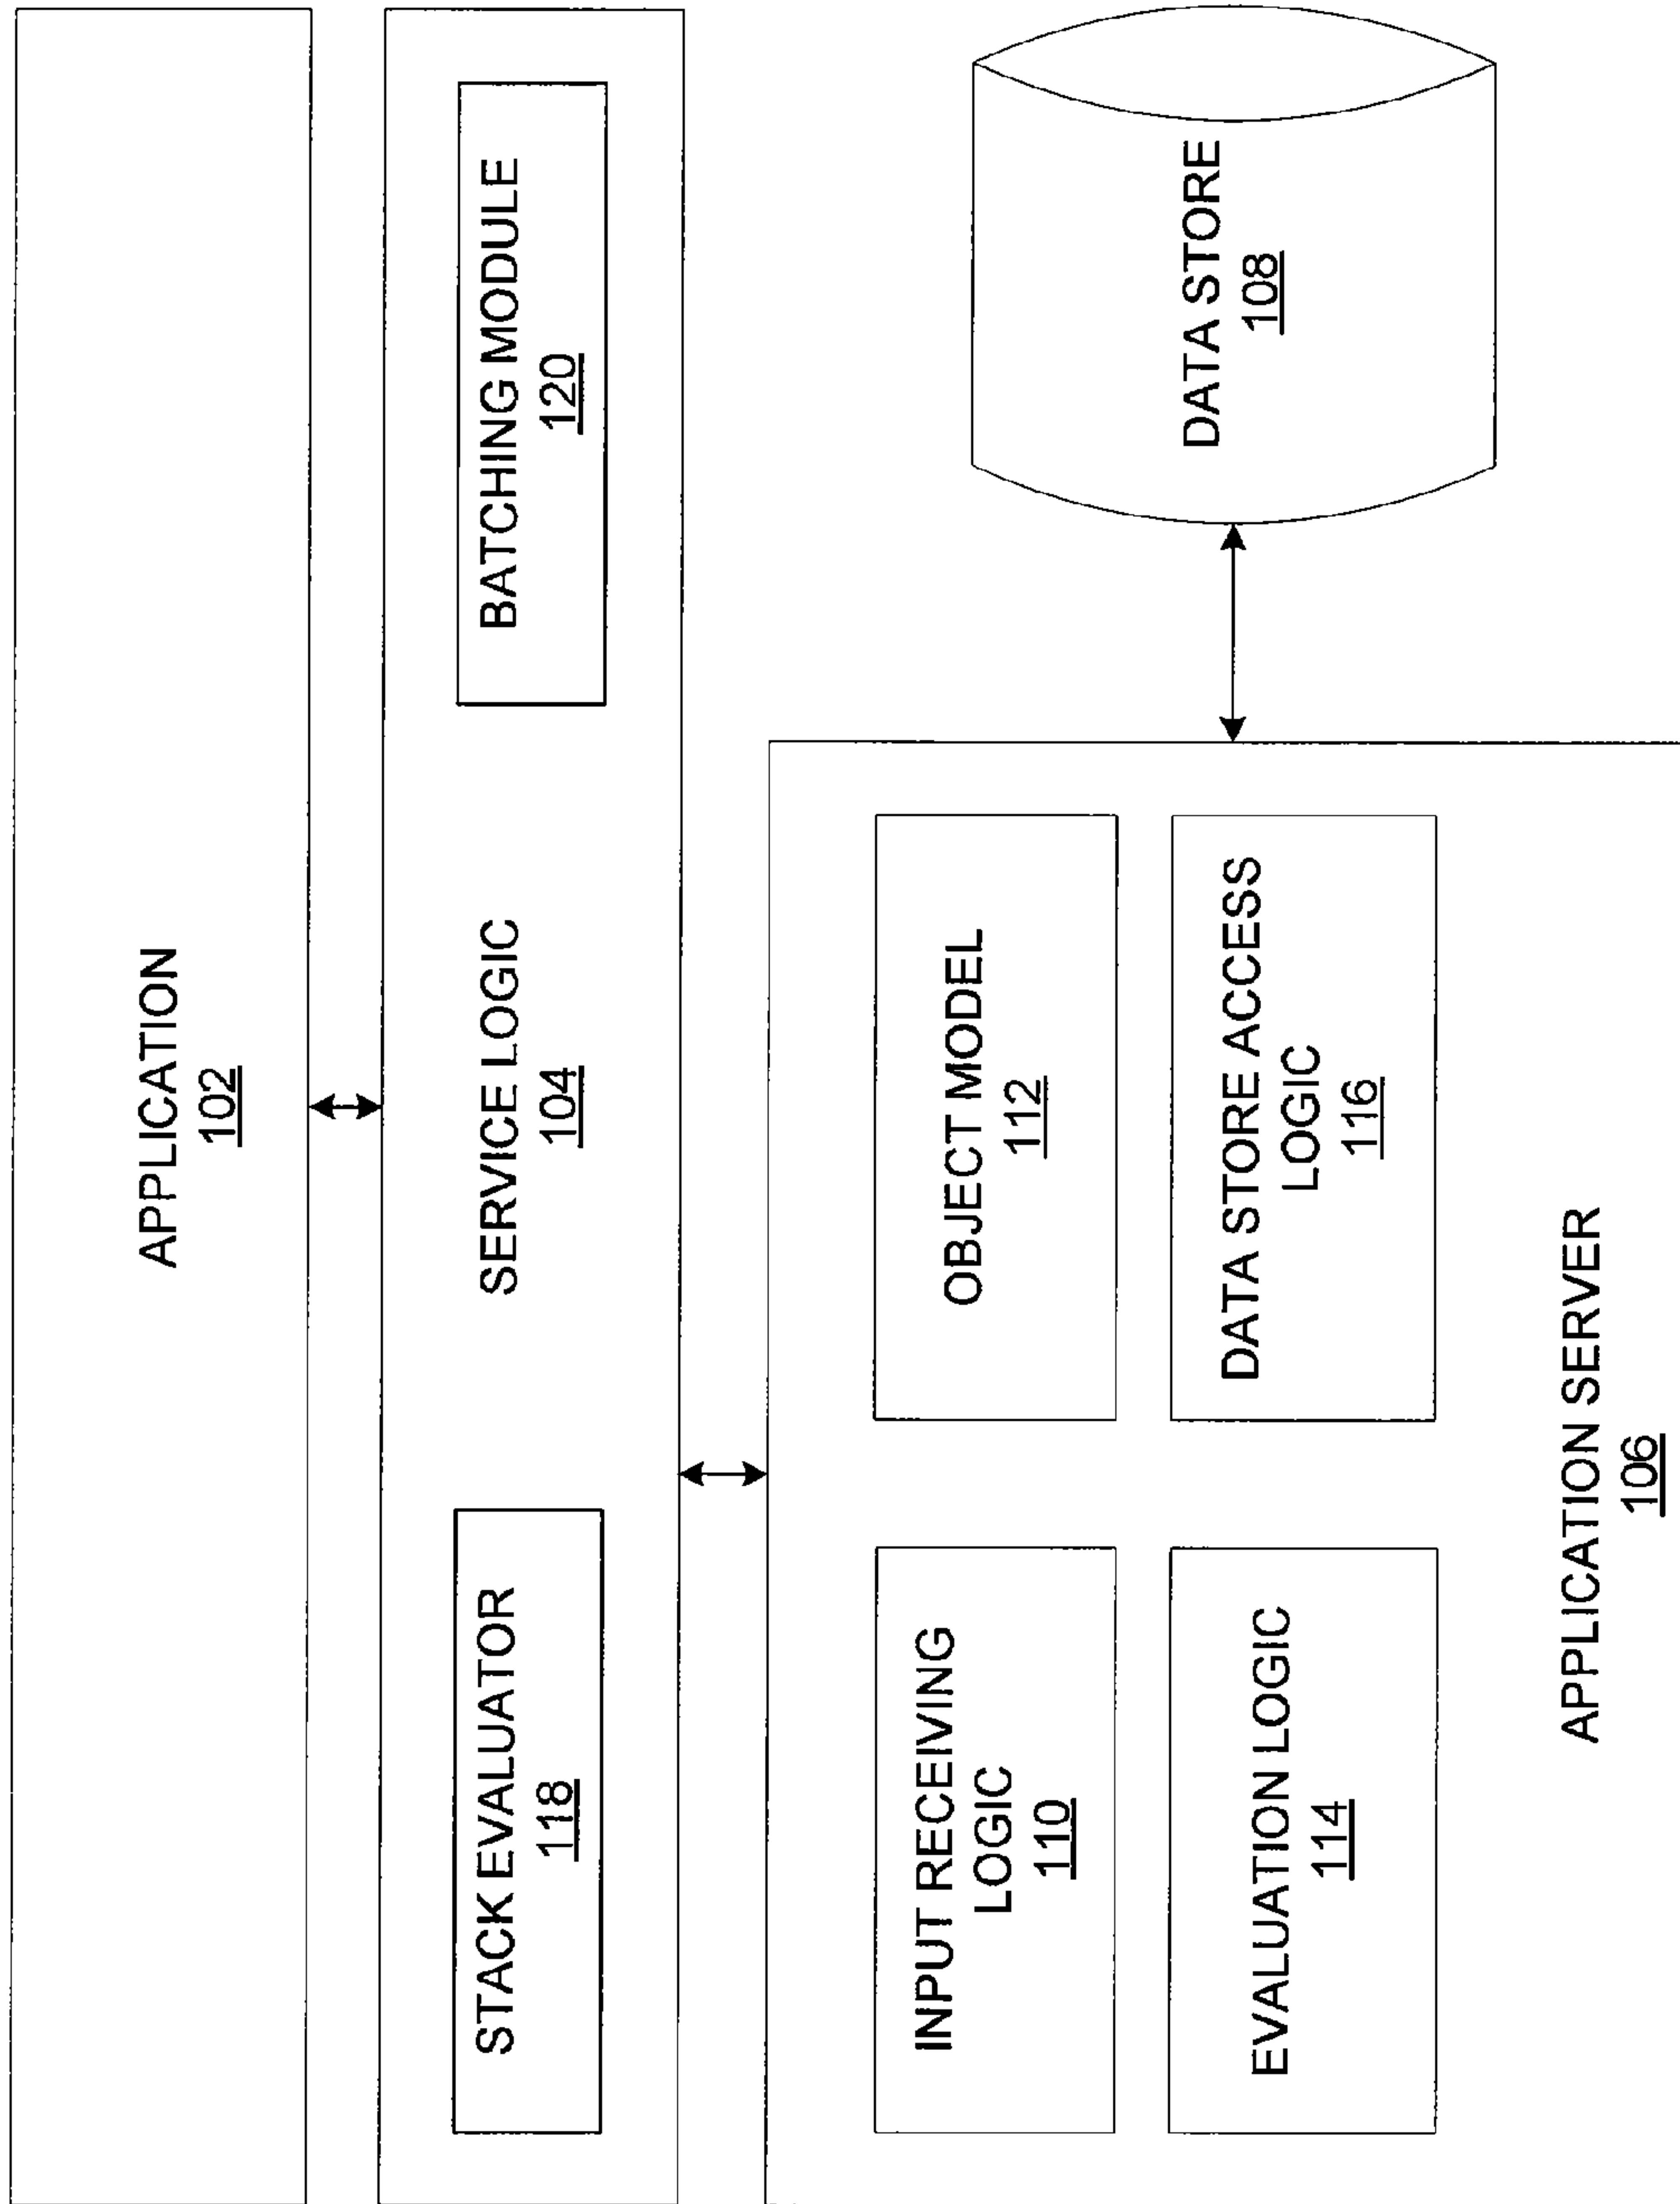 APPLICATION
102
STACK EVALUATOR
118
SERVICE LOGIC
104
BATCHING MODULE
120
INPUT RECEIVING
LOGIC
110
OBJECT MODEL
112
EVALUATION LOGIC
114
DATA STORE ACCESS
LOGIC
116
APPLICATION SERVER
106
DATA STORE
108